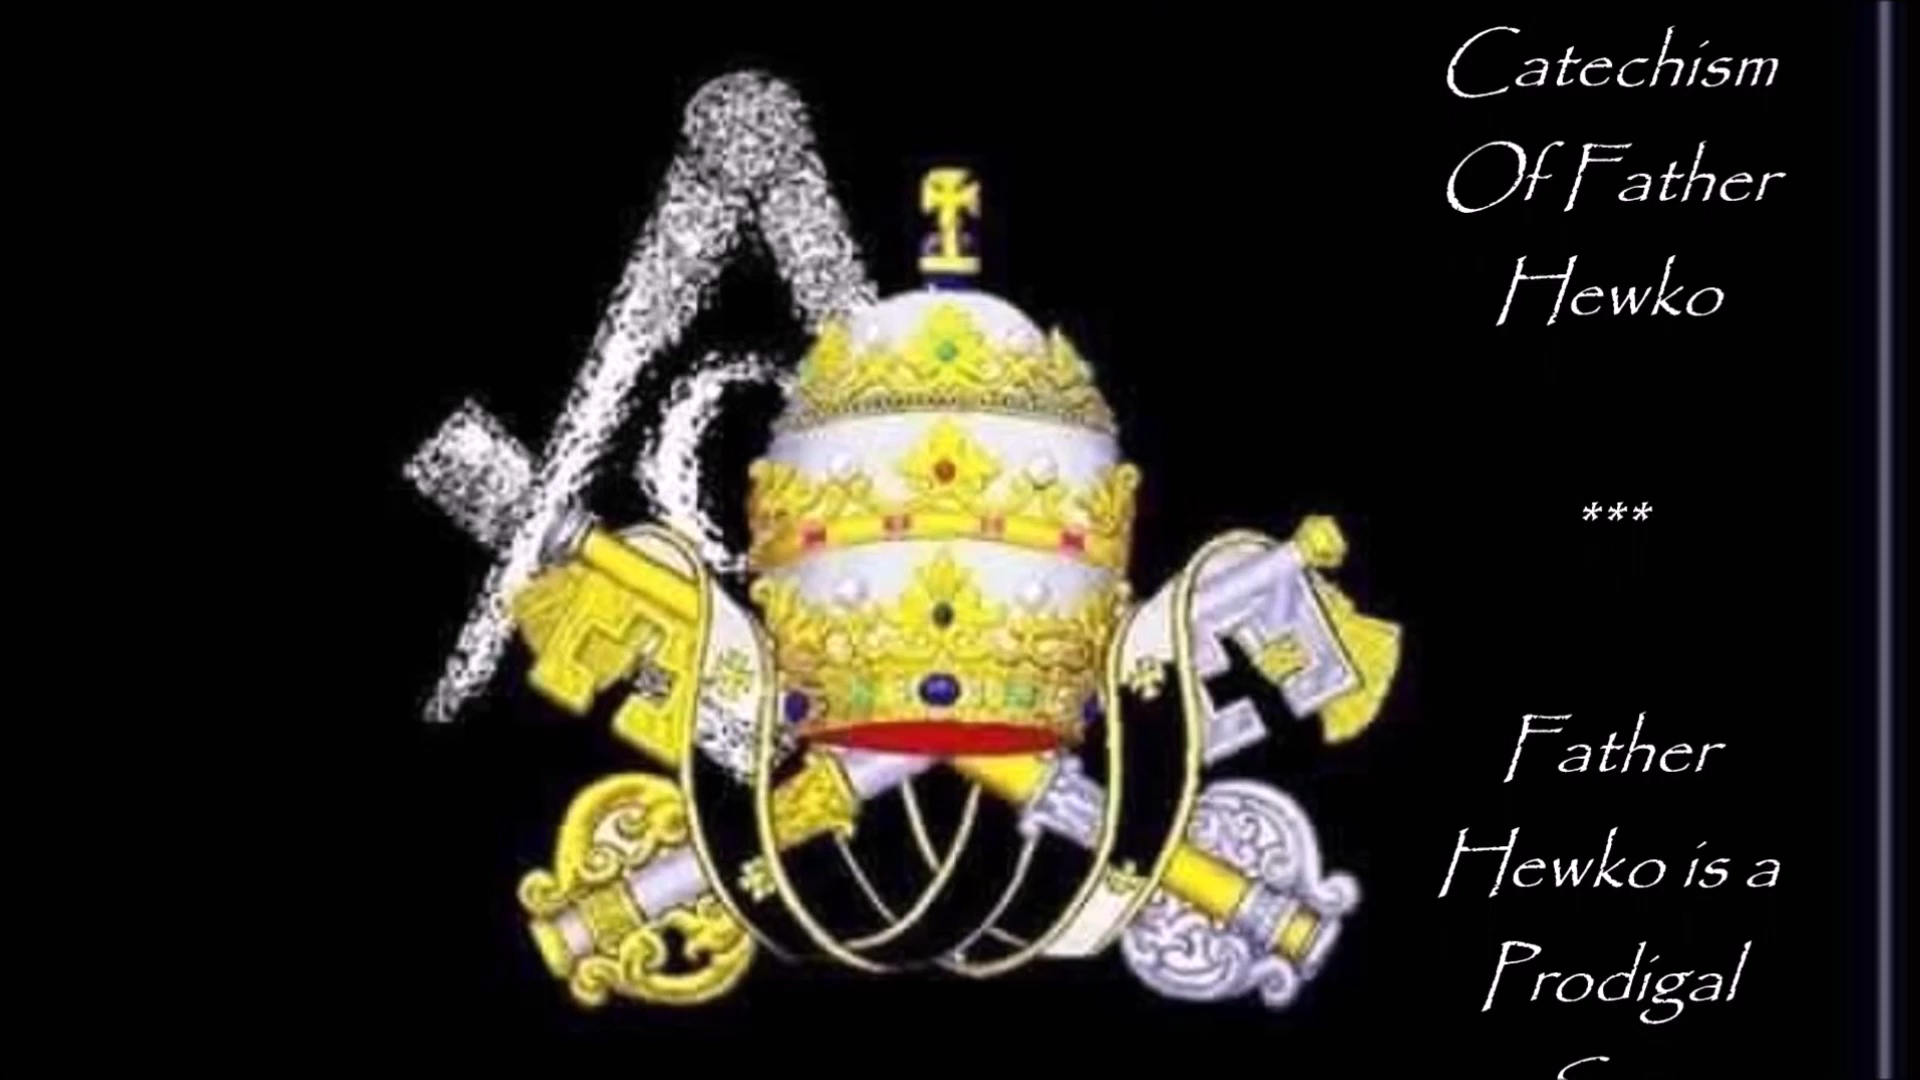 Catechism
Of Father
Hewko
***
Father
Hewko is a
Prodigal